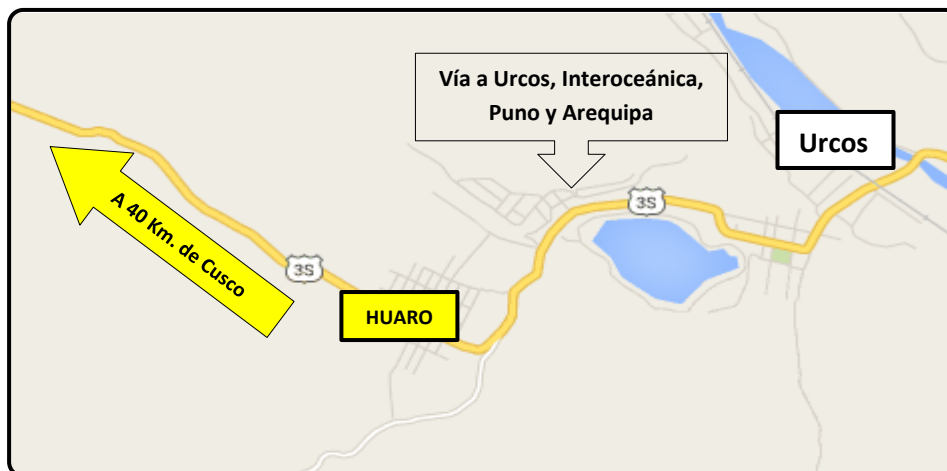 Vía a Urcos, Interoceánica,
Puno y Arequipa
Urcos
3S
A 40 Km. de Cusco
3S
HUARO